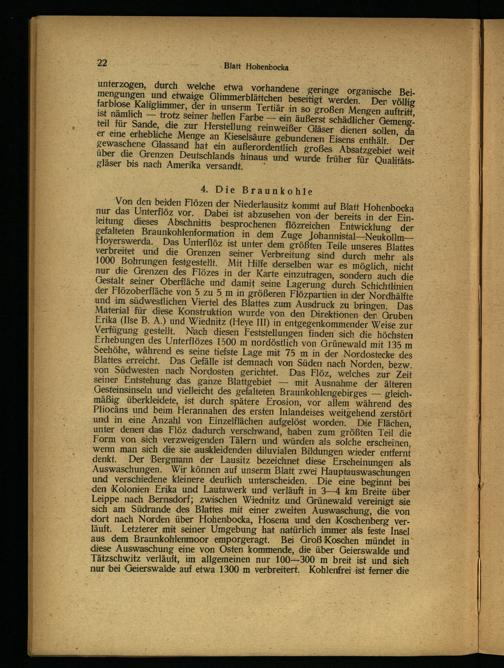 22
Blatt Hohenbocka
unterzogen, durch welche etwa vorhandene geringe organische Bei-
mengungen und etwaige Glimmerblättchen beseitigt werden. Der völlig
farblose Kaliglimmer, der in unserm Tertiär in so großen Mengen auftritt,
ist nämlich — trotz seiner hellen Farbe — ein äußerst schädlicher Gemeng-
teil für Sande, die zur Herstellung reinweißer Gläser dienen sollen, da
er eine erhebliche Menge an Kieselsäure gebundenen Eisens enthält. Der
gewaschene Glassand hat ein außerordentlich großes Absatzgebiet weit
über die Grenzen Deutschlands hinaus und wurde früher für Qualitäts-
gläser bis nach Amerika versandt.
4. Die Braunkohle
Von den beiden Flözen der Niederlausitz kommt auf Blatt Hohenbocka
nur das Unterflöz vor. Dabei ist abzusehen von der bereits in der Ein-
leitung dieses Abschnitts besprochenen flözreichen Entwicklung der
gefalteten Braunkohlenformation in dem Zuge Johannistal—Neukollm—
Hoyerswerda. Das Unterflöz ist unter dem größten Teile unseres Blattes
verbreitet und die Grenzen seiner Verbreitung sind durch mehr als
1000 Bohrungen festgestellt. Mit Hilfe derselben war es möglich, nicht
nur die Grenzen des Flözes in der Karte einzutragen, sondern auch die
Gestalt seiner Oberfläche und damit seine Lagerung durch Schichtlinien
der Flözoberfläche von 5 zu 5 m in größeren Flözpartien in der Nordhälfte
und im südwestlichen Viertel des Blattes zum Ausdruck zu bringen. Das
Material für diese Konstruktion wurde von den Direktionen der Gruben
Erika (Ilse B. A.) und Wiednitz (Heye III) in entgegenkommender Weise zur
Verfügung gestellt. Nach diesen Feststellungen finden sich die höchsten
Erhebungen des Unterflözes 1500 m nordöstlich von Grünewald mit 135 m
Seehöhe, während es seine tiefste Lage mit 75 m in der Nordostecke des
Blattes erreicht. Das Gefälle ist demnach von Süden nach Norden, bezw.
von Südwesten nach Nordosten gerichtet. Das Flöz, welches zur Zeit
seiner Entstehung das ganze Blattgebiet — mit Ausnahme der älteren
Gesteinsinseln und vielleicht des gefalteten Braunkohlengebirges — gleich-
mäßig überkleidete, ist durch spätere Erosion, vor allem während des
Pliocäns und beim Herannahen des ersten Inlandeises weitgehend zerstört
und in eine Anzahl von Einzelflächen aufgelöst worden. Die Flächen,
unter denen das Flöz dadurch verschwand, haben zum größten Teil die
Form von sich verzweigenden Tälern und würden als solche erscheinen,
wenn man sich die sie auskleidenden diluvialen Bildungen wieder entfernt
denkt. Der Bergmann der Lausitz bezeichnet diese Erscheinungen als
Auswaschungen. Wir können auf unserm Blatt zwei Hauptauswaschungen
und verschiedene kleinere deutlich unterscheiden. Die eine beginnt bei
den Kolonien Erika und Lautawerk und verläuft in 3—4 km Breite über
Leippe nach Bernsdorf; zwischen Wiednitz und Grünewald vereinigt sie
sich am Südrande des Blattes mit einer zweiten Auswaschung, die von
dort nach Norden über Hohenbocka, Hosena und den Koschenberg ver-
läuft. Letzterer mit seiner Umgebung hat natürlich immer als feste Insel
aus dem Braunkohlenmoor emporgeragt. Bei Groß Koschen mündet in
diese Auswaschung eine von Osten kommende, die über Geierswalde und
Tätzschwitz verläuft, im allgemeinen nur 100—300 m breit ist und sich
nur bei Geierswalde auf etwa 1300 m verbreitert. Kohlenfrei ist ferner die